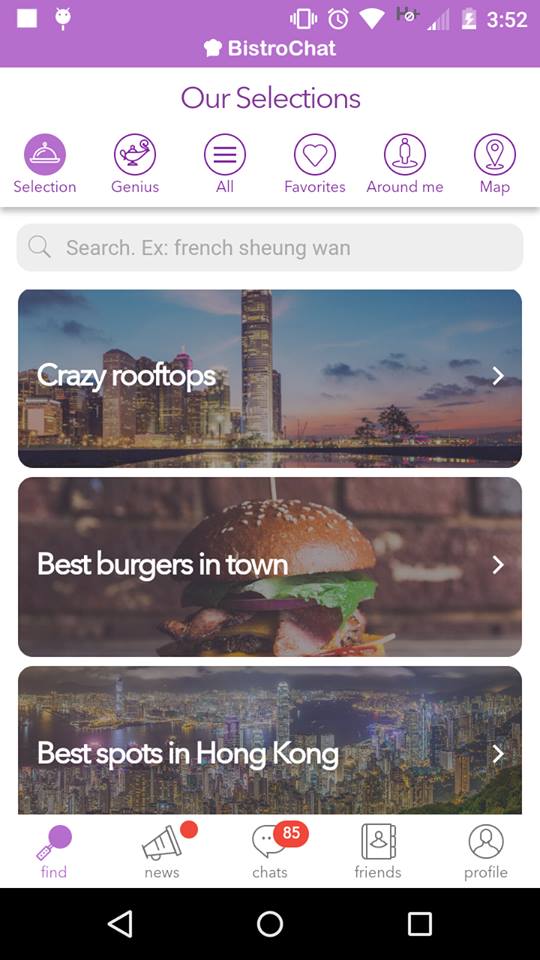 H+
3:52
BistroChat
Our Selections
Selection
Genius
All
Favorites
Around me
Map
Search. Ex: french sheung wan
Crazy rooftops
Best burgers in town
Best spots in Hong Kong
85
find
news
chats
friends
profile